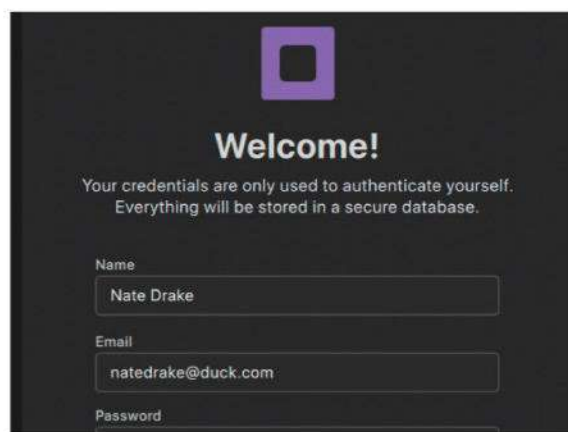 Welcome!
Your credentials are only used to authenticate yourself.
Everything will be stored in a secure database.
Name
Nate Drake
Email
natedrake@duck.com
Password